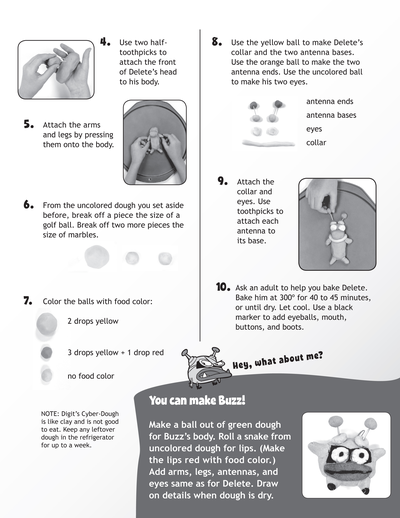 4. Use two half-
toothpicks to
attach the front
of Delete's head
to his body.
5. Attach the arms
and legs by pressing
them onto the body.
6. From the uncolored dough you set aside
before, break off a piece the size of a
golf ball. Break off two more pieces the
size of marbles.
7. Color the balls with food color:
2 drops yellow
3 drops yellow + 1 drop red
no food color
NOTE: Digit's Cyber-Dough
is like clay and is not good
to eat. Keep any leftover
dough in the refrigerator
for up to a week.
8. Use the yellow ball to make Delete's
collar and the two antenna bases.
Use the orange ball to make the two
antenna ends. Use the uncolored ball
to make his two eyes.
antenna ends
antenna bases
eyes
collar
9. Attach the
collar and
eyes. Use
toothpicks to
attach each
antenna to
its base.
10. Ask an adult to help you bake Delete.
Bake him at 300° for 40 to 45 minutes,
or until dry. Let cool. Use a black
marker to add eyeballs, mouth,
buttons, and boots.
Hey, what about me?
You can make Buzz!
Make a ball out of green dough
for Buzz's body. Roll a snake from
uncolored dough for lips. (Make
the lips red with food color.)
Add arms, legs, antennas, and
eyes same as for Delete. Draw
on details when dough is dry.